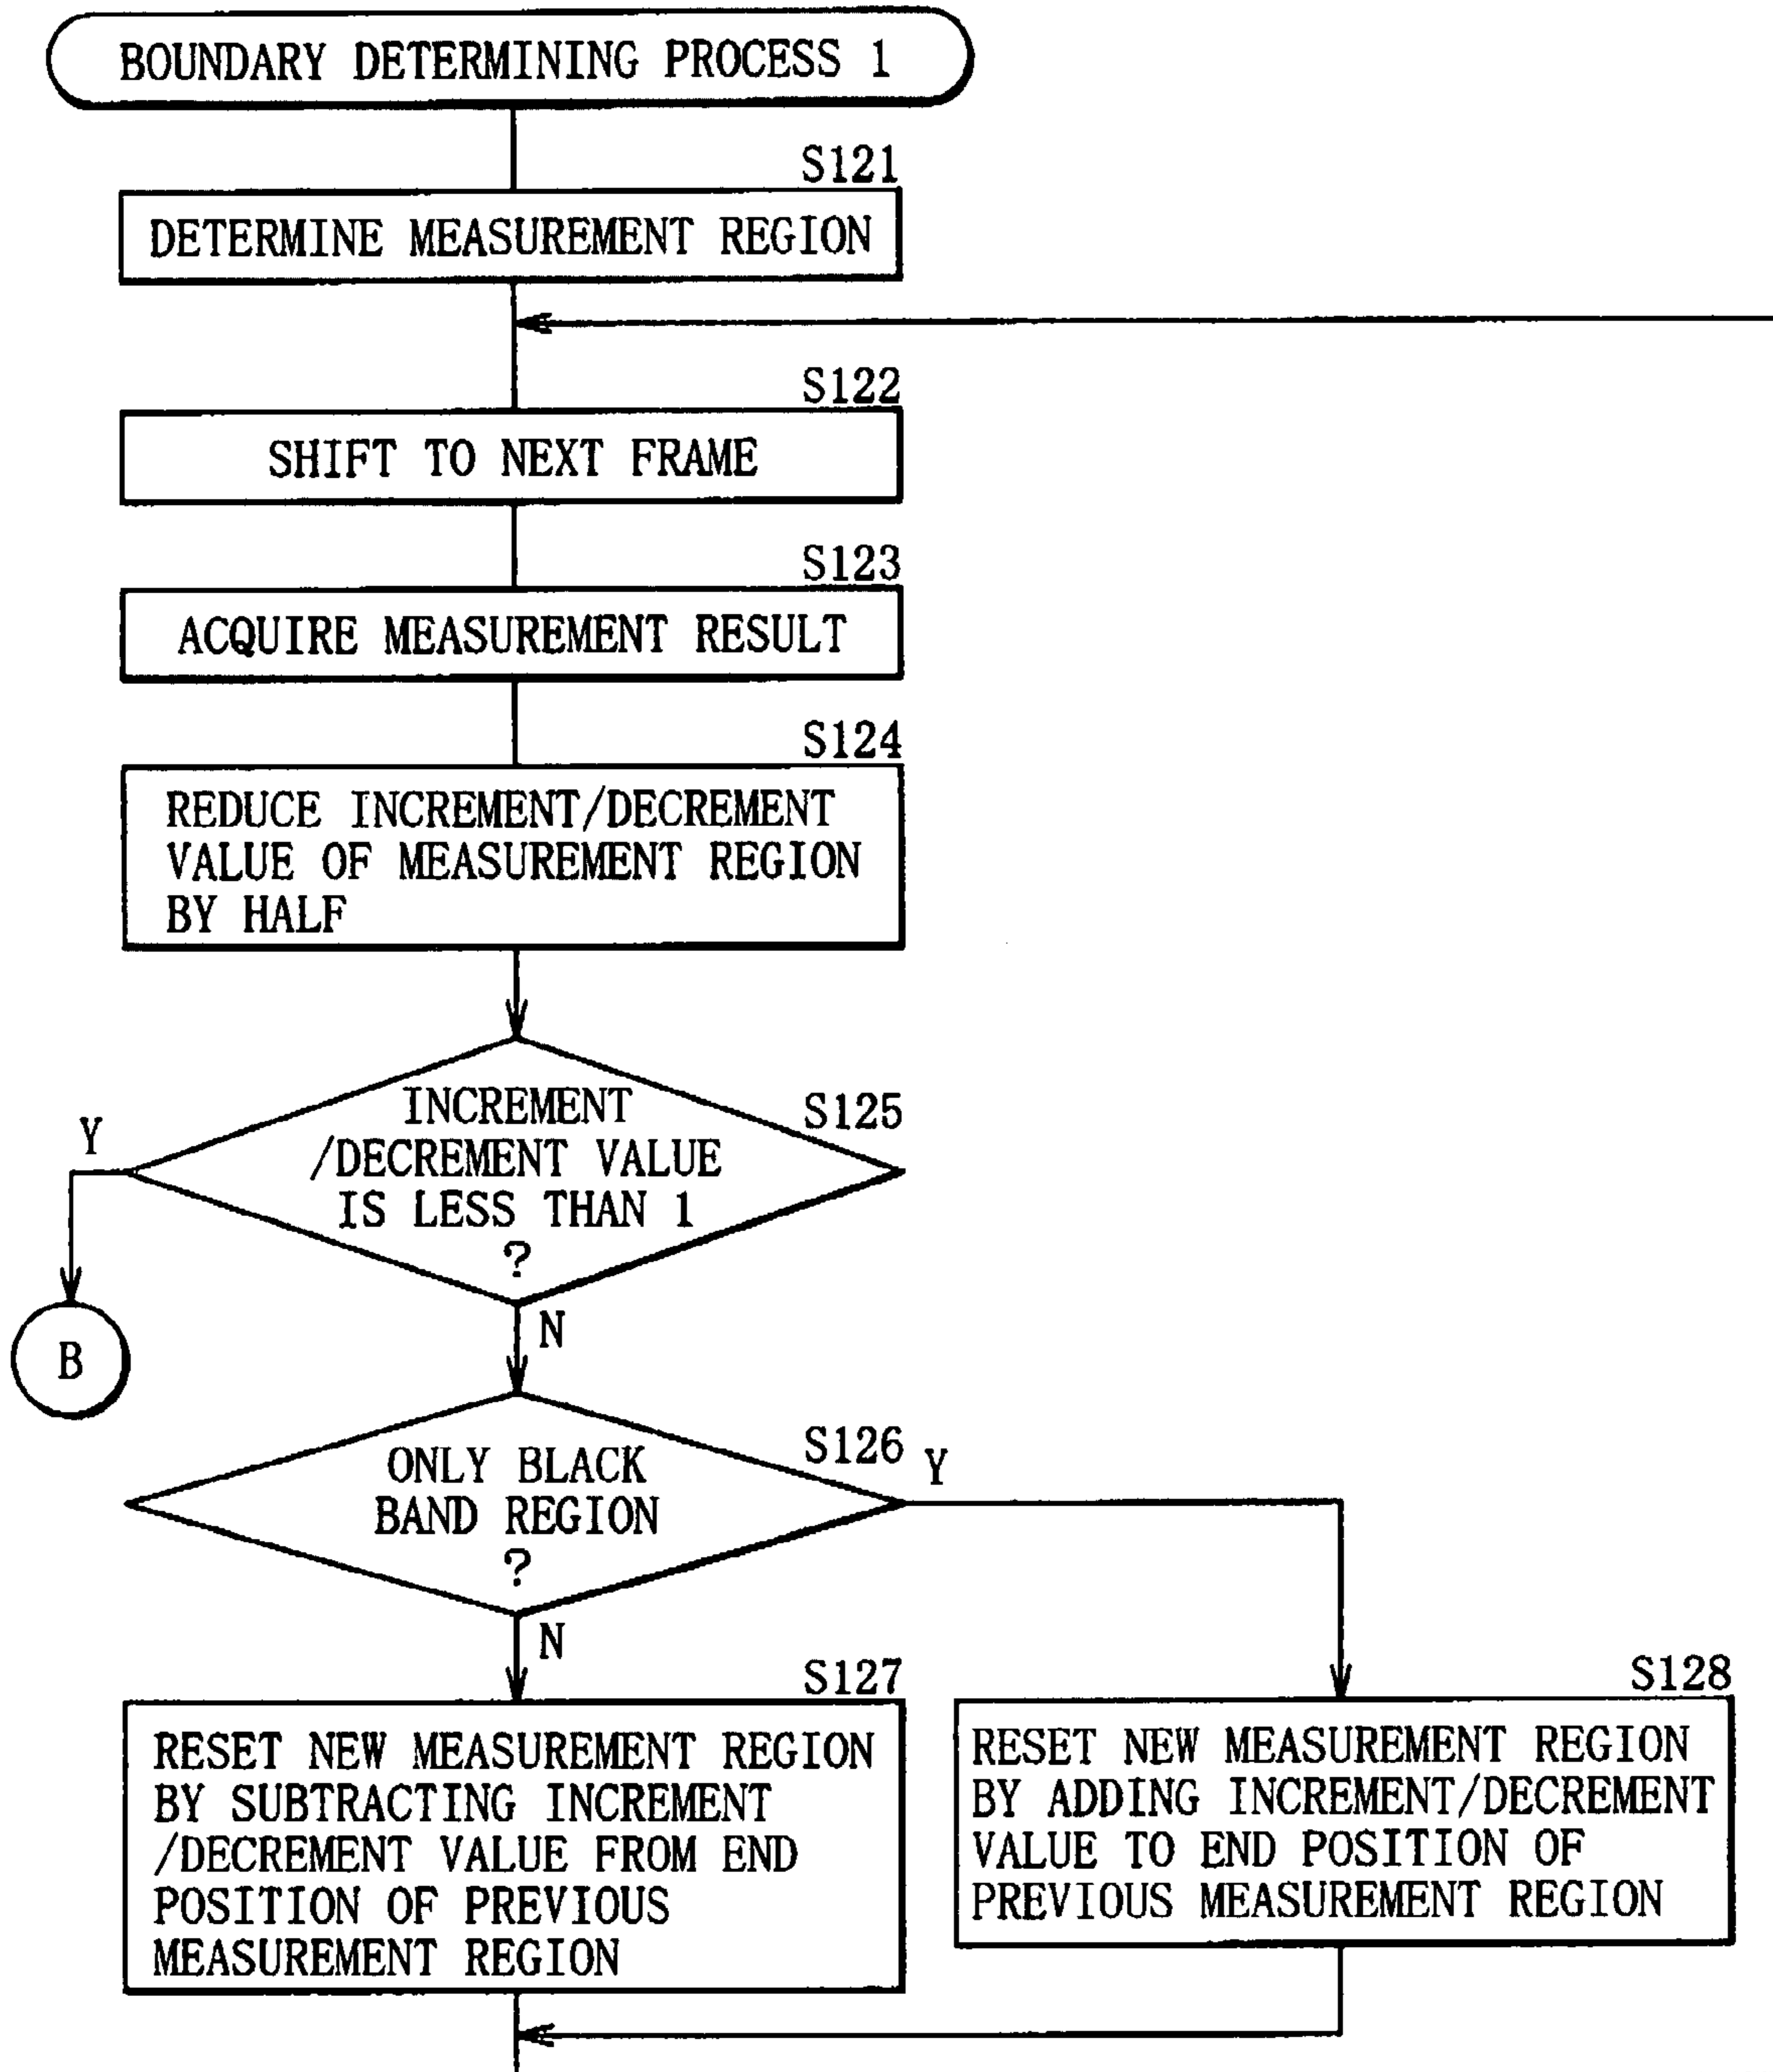 BOUNDARY DETERMINING PROCESS 1
S121
DETERMINE MEASUREMENT REGION
S122
SHIFT TO NEXT FRAME
S123
ACQUIRE MEASUREMENT RESULT
S124
REDUCE INCREMENT/DECREMENT
VALUE OF MEASUREMENT REGION
BY HALF
S125
INCREMENT
/DECREMENT VALUE
IS LESS THAN 1
?
Y
B
N
S126
ONLY BLACK
BAND REGION
?
Y
N
S127
RESET NEW MEASUREMENT REGION
BY SUBTRACTING INCREMENT
/DECREMENT VALUE FROM END
POSITION OF PREVIOUS
MEASUREMENT REGION
S128
RESET NEW MEASUREMENT REGION
BY ADDING INCREMENT/DECREMENT
VALUE TO END POSITION OF
PREVIOUS MEASUREMENT REGION